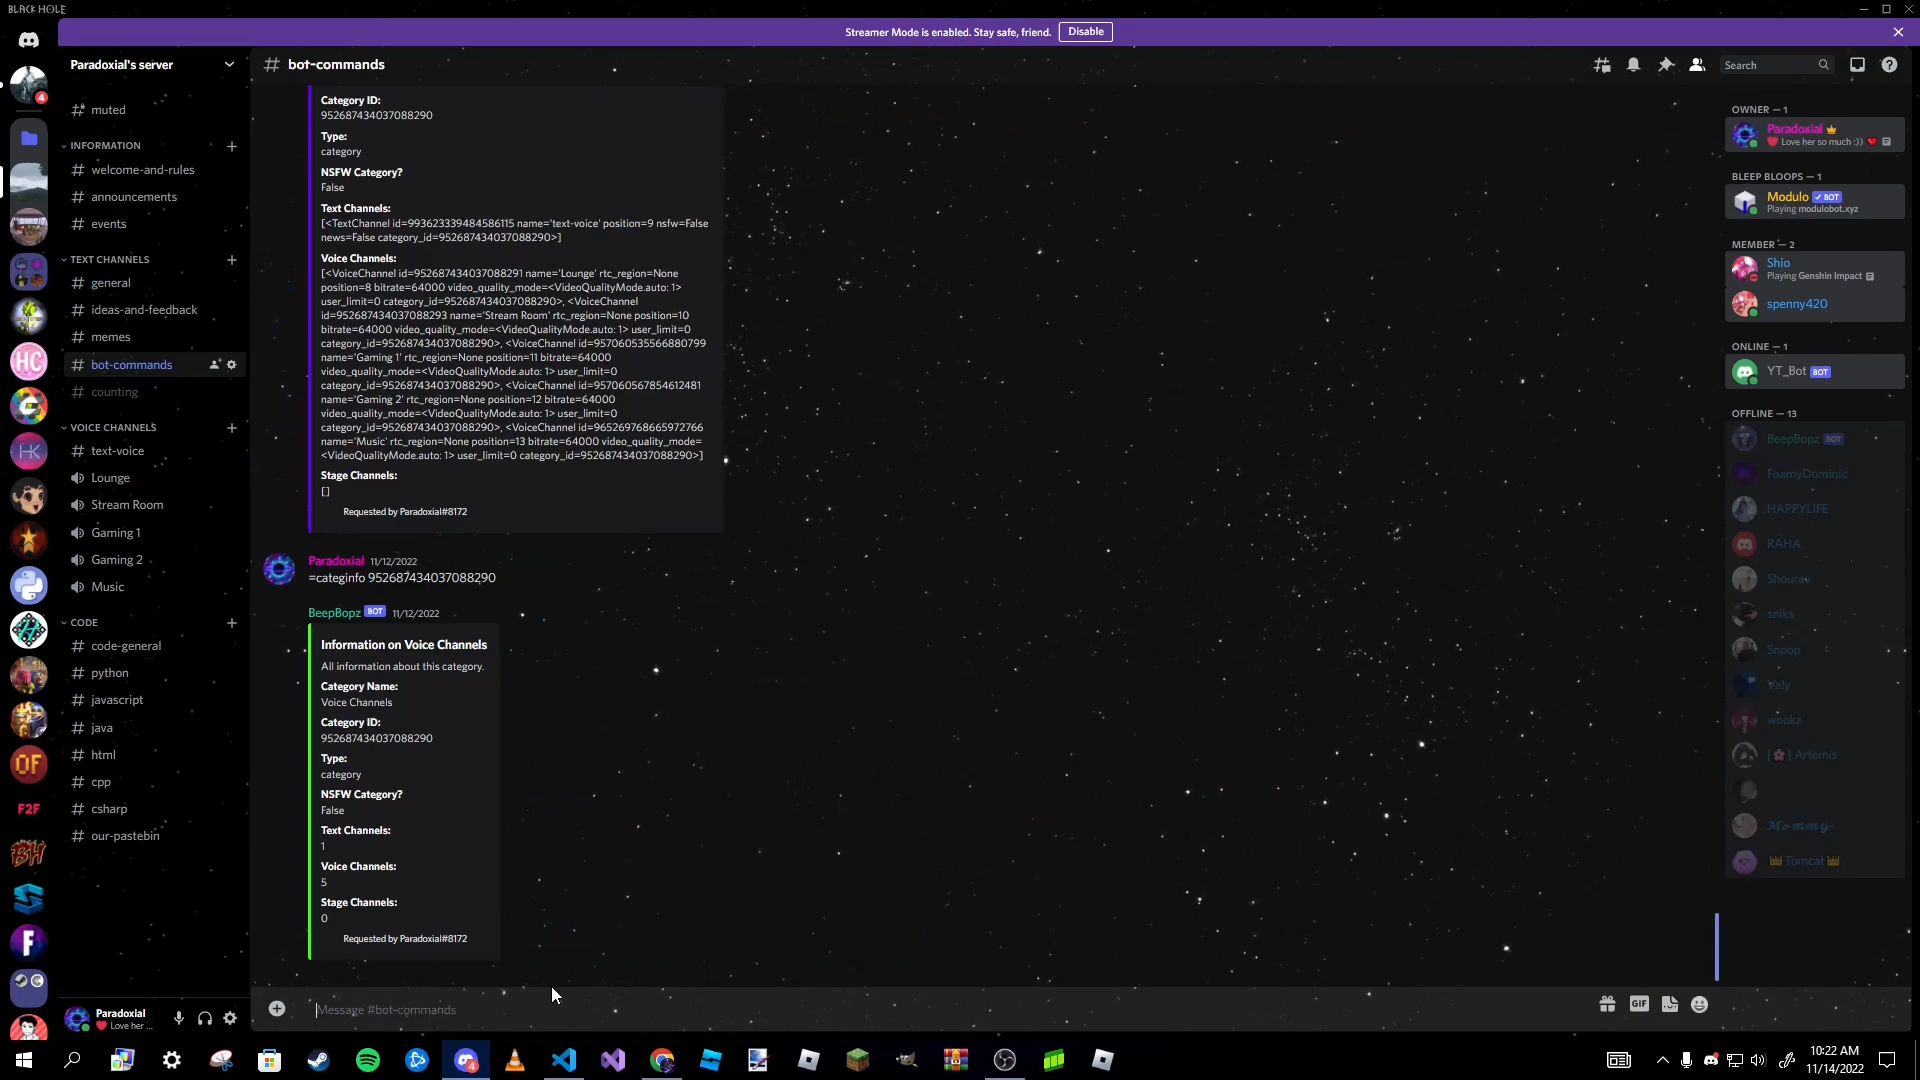 BLACK HOLE
Streamer Mode is enabled. Stay safe, friend.
Disable
Paradoxial's server
muted
INFORMATION
welcome-and-rules
announcements
events
TEXT CHANNELS
general
ideas-and-feedback
memes
bot-commands
counting
VOICE CHANNELS
text-voice
Lounge
Stream Room
Gaming 1
Gaming 2
Music
CODE
code-general
python
javascript
java
html
cpp
csharp
our-pastebin
Paradoxial
Love her ...
4
HC
HK
OF
F2F
BH
F
# bot-commands
Search
Category ID:
952687434037088290
Type:
category
NSFW Category?
False
Text Channels:
[<TextChannel id=993623339484586115 name='text-voice' position=9 nsfw=False
news=False category_id=952687434037088290>]
Voice Channels:
[<VoiceChannel id=952687434037088291 name='Lounge' rtc_region=None
position=8 bitrate=64000 video_quality_mode=<VideoQualityMode.auto: 1>
user_limit=0 category_id=952687434037088290>, <VoiceChannel
id=952687434037088293 name='Stream Room' rtc_region=None position=10
bitrate=64000 video_quality_mode=<VideoQualityMode.auto: 1> user_limit=0
category_id=952687434037088290>, <VoiceChannel id=957060535566880799
name='Gaming 1' rtc_region=None position=11 bitrate=64000
video_quality_mode=<VideoQualityMode.auto: 1> user_limit=0
category_id=952687434037088290>, <VoiceChannel id=957060567854612481
name='Gaming 2' rtc_region=None position=12 bitrate=64000
video_quality_mode=<VideoQualityMode.auto: 1> user_limit=0
category_id=952687434037088290>, <VoiceChannel id=965269768665972766
name='Music' rtc_region=None position=13 bitrate=64000 video_quality_mode=
<VideoQualityMode.auto: 1> user_limit=0 category_id=952687434037088290>]
Stage Channels:
[]
Requested by Paradoxial#8172
Paradoxial 11/12/2022
=categinfo 952687434037088290
BeepBopz BOT 11/12/2022
Information on Voice Channels
All information about this category.
Category Name:
Voice Channels
Category ID:
952687434037088290
Type:
category
NSFW Category?
False
Text Channels:
1
Voice Channels:
5
Stage Channels:
0
Requested by Paradoxial#8172
Message #bot-commands
GIF
OWNER — 1
Paradoxial
Love her so much :))
BLEEP BLOOPS — 1
Modulo BOT
Playing modulobot.xyz
MEMBER — 2
Shio
Playing Genshin Impact
spenny420
ONLINE — 1
YT_Bot BOT
OFFLINE — 13
BeepBopz BOT
FoamyDominic
HAPPYLIFE
RAHA
Shourav
sniks
Snoop
Valy
wookz
| Artemis
𝓜𝓸𝓶𝓶𝔂-
Tomcat
4
10:22 AM
11/14/2022